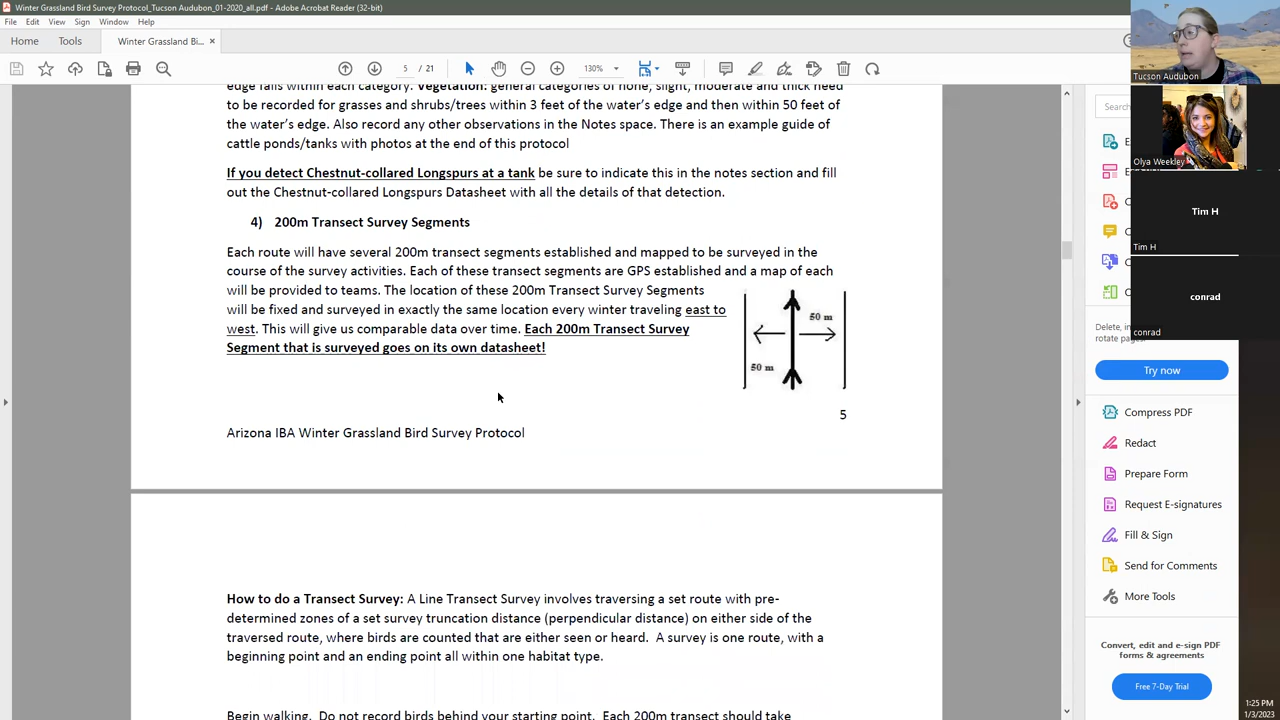 Winter Grassland Bird Survey Protocol_Tucson Audubon_01-2020_all.pdf - Adobe Acrobat Reader (32-bit)
File Edit View Sign Window Help
Home Tools Winter Grassland Bi... ×
5 / 21 130%
edge falls within each category. Vegetation: general categories of none, slight, moderate and thick need
to be recorded for grasses and shrubs/trees within 3 feet of the water's edge and then within 50 feet of
the water's edge. Also record any other observations in the Notes space. There is an example guide of
cattle ponds/tanks with photos at the end of this protocol
If you detect Chestnut-collared Longspurs at a tank be sure to indicate this in the notes section and fill
out the Chestnut-collared Longspurs Datasheet with all the details of that detection.
4) 200m Transect Survey Segments
Each route will have several 200m transect segments established and mapped to be surveyed in the
course of the survey activities. Each of these transect segments are GPS established and a map of each
will be provided to teams. The location of these 200m Transect Survey Segments
will be fixed and surveyed in exactly the same location every winter traveling east to
west. This will give us comparable data over time. Each 200m Transect Survey
Segment that is surveyed goes on its own datasheet!
50 m
50 m
5
Arizona IBA Winter Grassland Bird Survey Protocol
How to do a Transect Survey: A Line Transect Survey involves traversing a set route with pre-
determined zones of a set survey truncation distance (perpendicular distance) on either side of the
traversed route, where birds are counted that are either seen or heard. A survey is one route, with a
beginning point and an ending point all within one habitat type.
Begin walking. Do not record birds behind your starting point. Each 200m transect should take
Tucson Audubon
Olya Weekley
Tim H
Tim H
conrad
conrad
Search
Delete, in
rotate pages.
Try now
Compress PDF
Redact
Prepare Form
Request E-signatures
Fill & Sign
Send for Comments
More Tools
Convert, edit and e-sign PDF
forms & agreements
Free 7-Day Trial
1:25 PM
1/3/2023